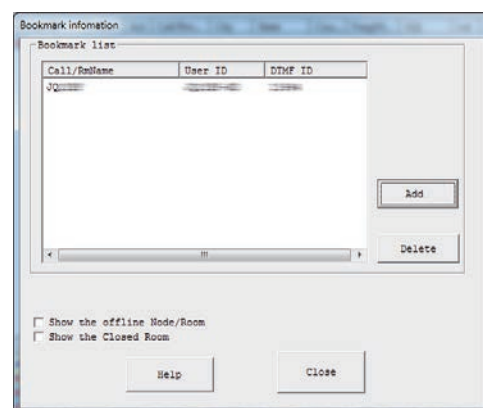 Bookmark infomation
Bookmark list
Call/RmName User ID DTMF ID
Add
Delete
Show the offline Node/Room
Show the Closed Room
Help Close